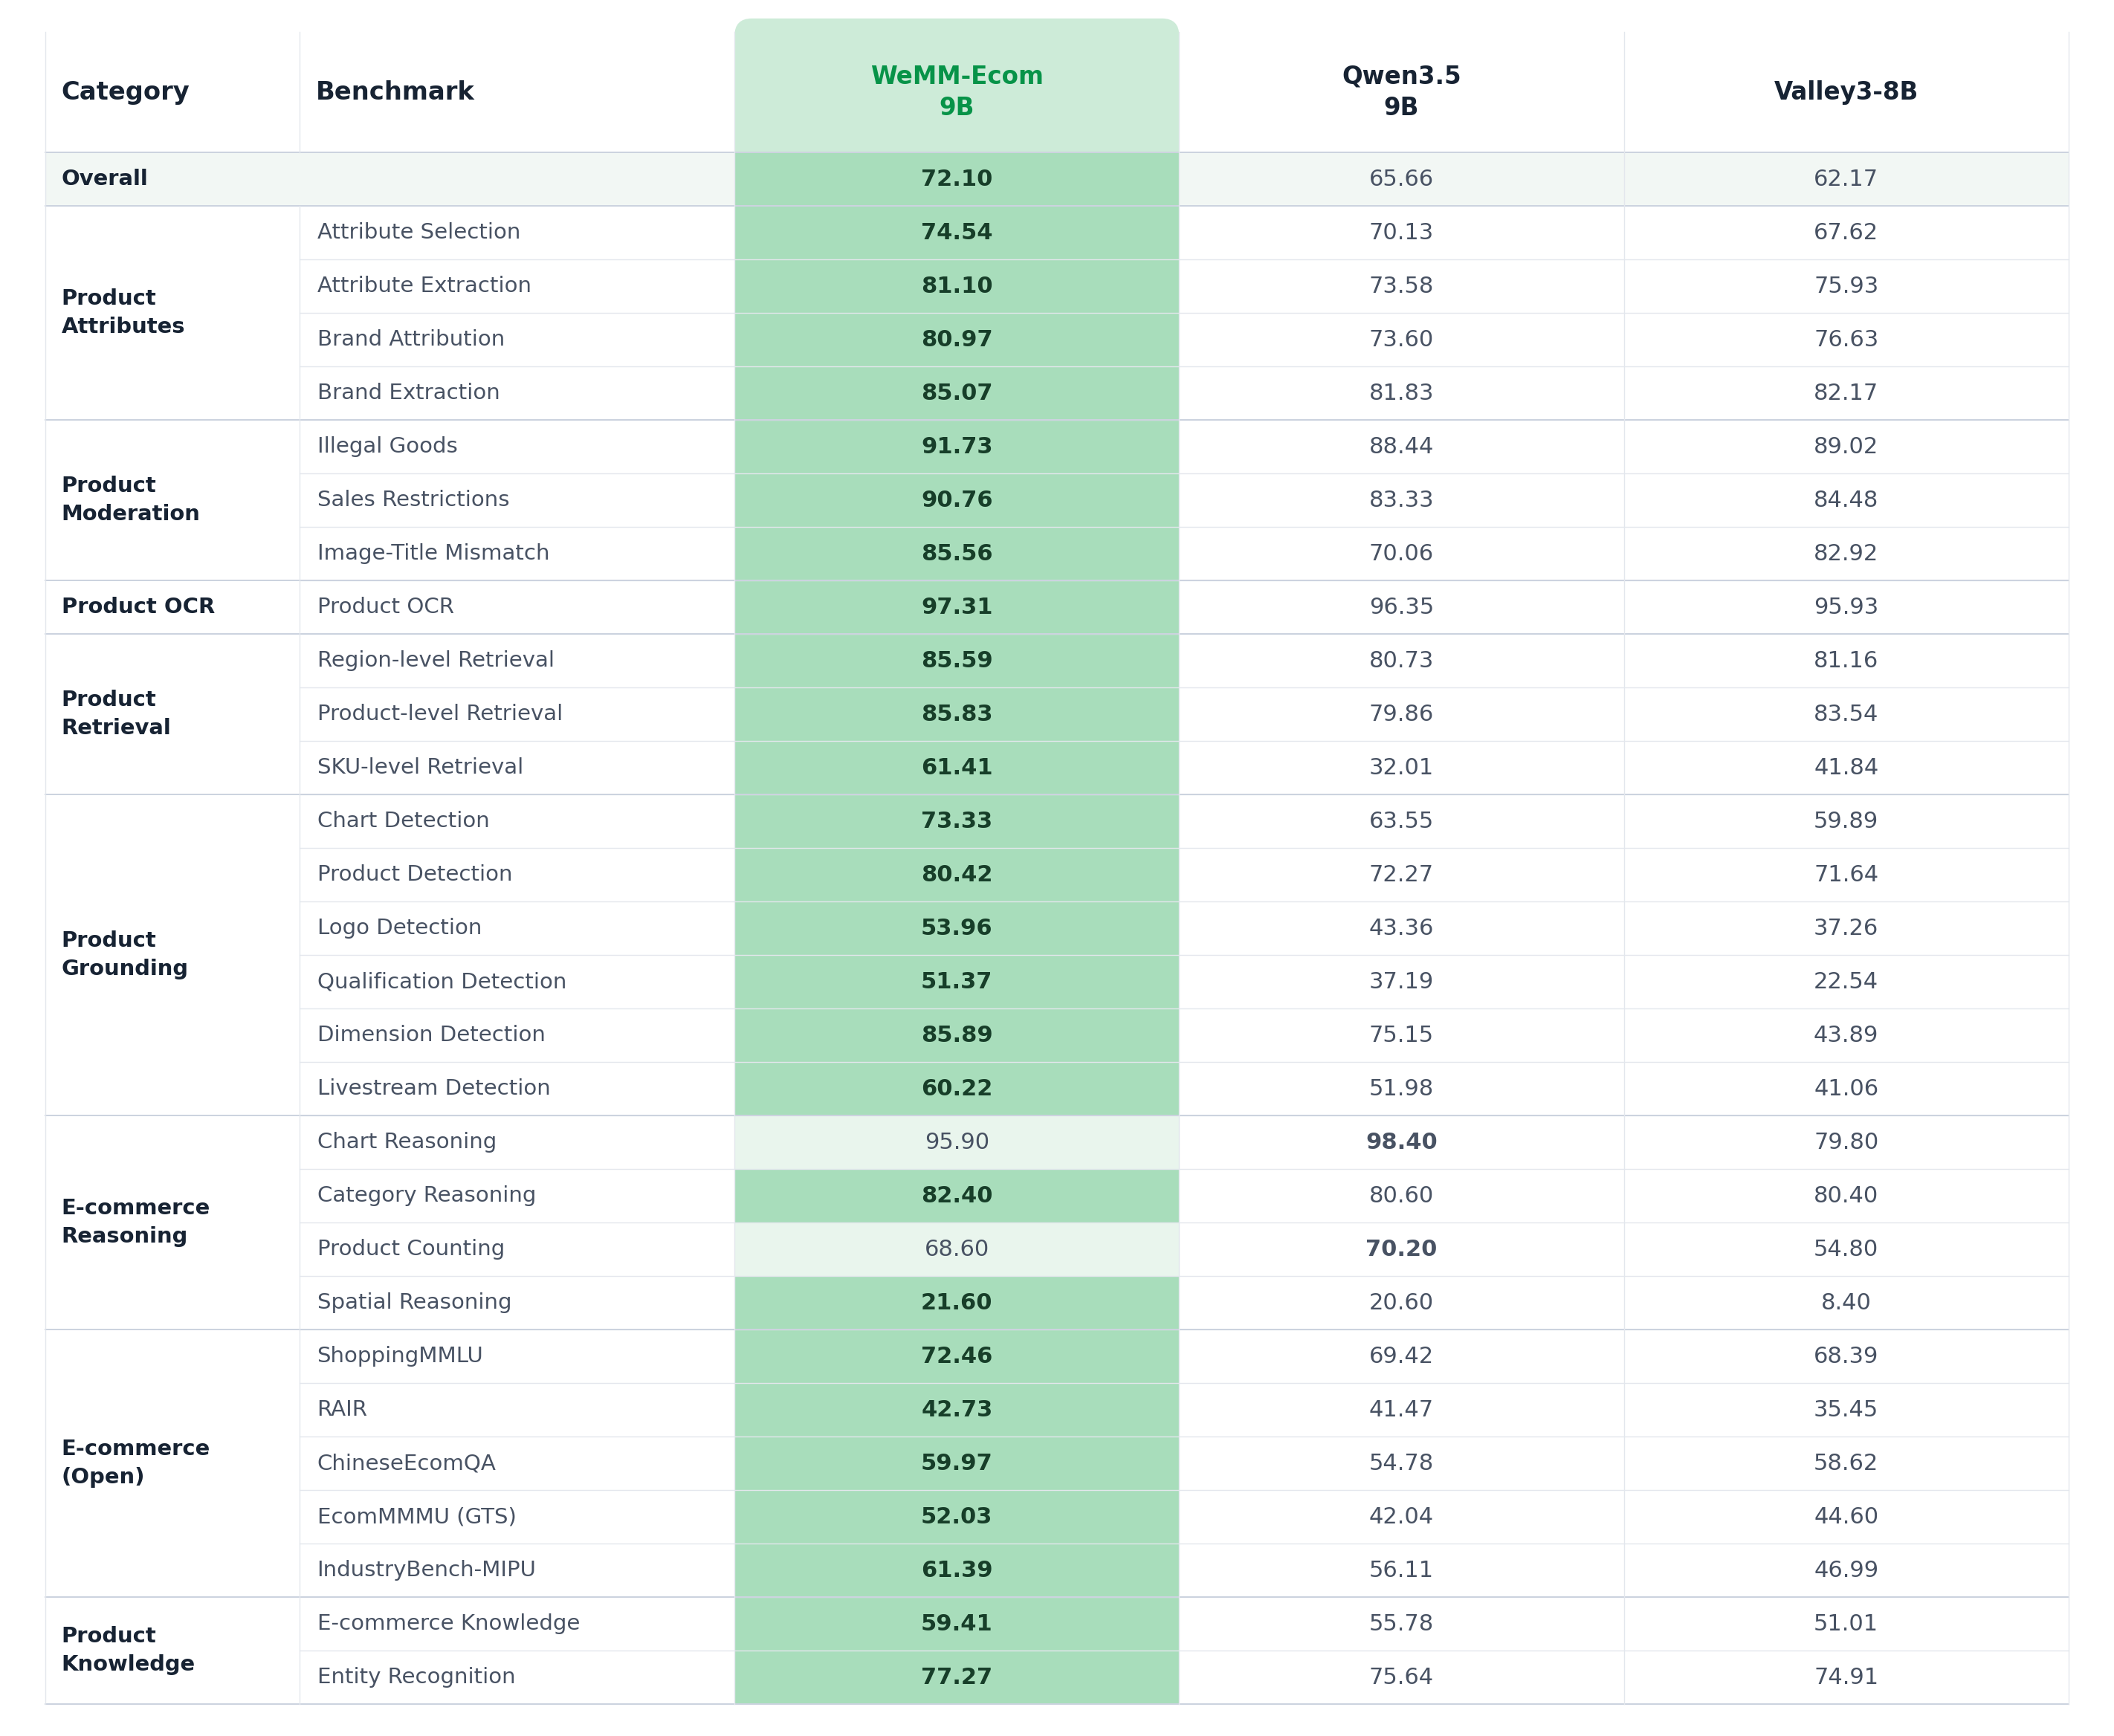 Category Benchmark WeMM-Ecom 9B Qwen3.5 9B Valley3-8B
Overall 72.10 65.66 62.17
Product Attributes
Attribute Selection 74.54 70.13 67.62
Attribute Extraction 81.10 73.58 75.93
Brand Attribution 80.97 73.60 76.63
Brand Extraction 85.07 81.83 82.17
Product Moderation
Illegal Goods 91.73 88.44 89.02
Sales Restrictions 90.76 83.33 84.48
Image-Title Mismatch 85.56 70.06 82.92
Product OCR Product OCR 97.31 96.35 95.93
Product Retrieval
Region-level Retrieval 85.59 80.73 81.16
Product-level Retrieval 85.83 79.86 83.54
SKU-level Retrieval 61.41 32.01 41.84
Product Grounding
Chart Detection 73.33 63.55 59.89
Product Detection 80.42 72.27 71.64
Logo Detection 53.96 43.36 37.26
Qualification Detection 51.37 37.19 22.54
Dimension Detection 85.89 75.15 43.89
Livestream Detection 60.22 51.98 41.06
E-commerce Reasoning
Chart Reasoning 95.90 98.40 79.80
Category Reasoning 82.40 80.60 80.40
Product Counting 68.60 70.20 54.80
Spatial Reasoning 21.60 20.60 8.40
E-commerce (Open)
ShoppingMMLU 72.46 69.42 68.39
RAIR 42.73 41.47 35.45
ChineseEcomQA 59.97 54.78 58.62
EcomMMMU (GTS) 52.03 42.04 44.60
IndustryBench-MIPU 61.39 56.11 46.99
Product Knowledge
E-commerce Knowledge 59.41 55.78 51.01
Entity Recognition 77.27 75.64 74.91